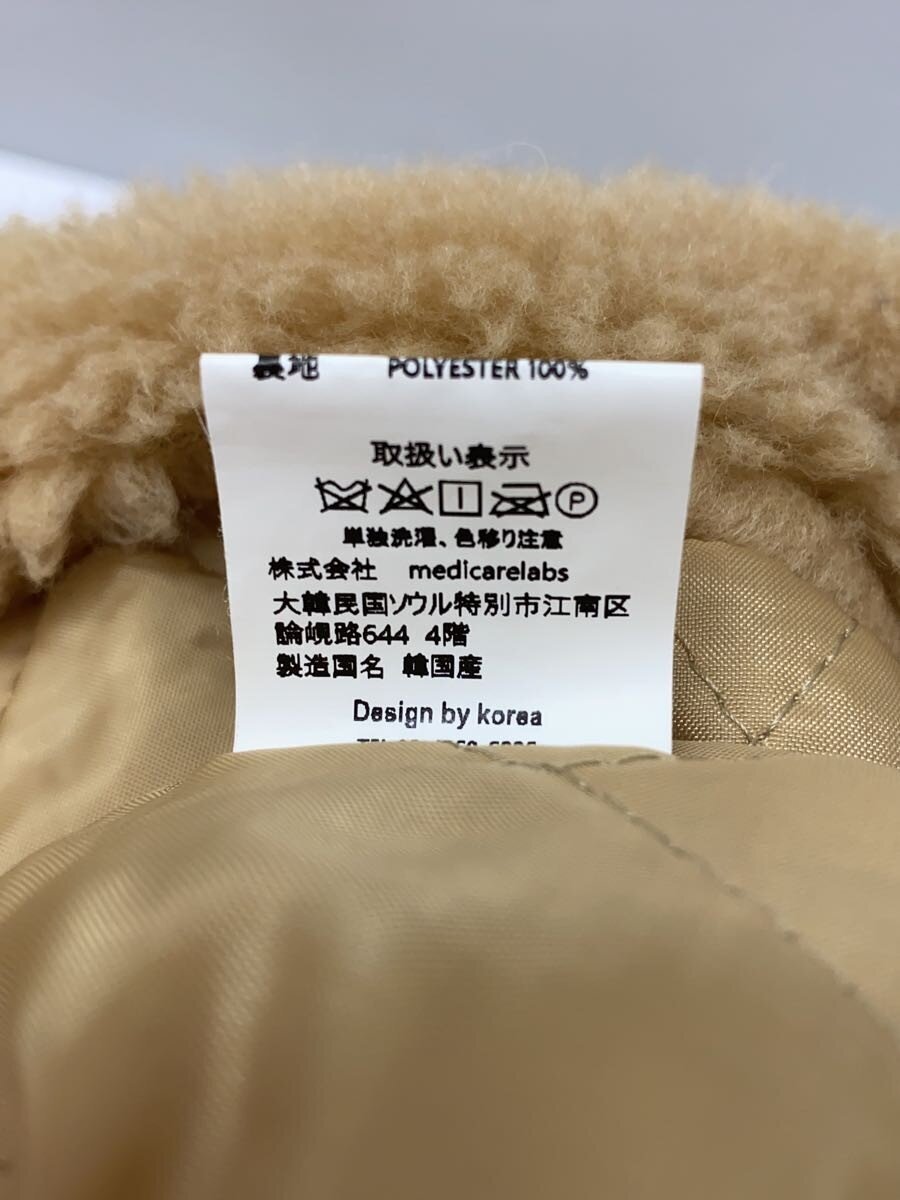 裏地 POLYESTER 100%
取扱い表示
P
単独洗濯、色移り注意
株式会社 medicarelabs
大韓民国ソウル特別市江南区
論峴路644 4階
製造国名 韓国産
Design by korea